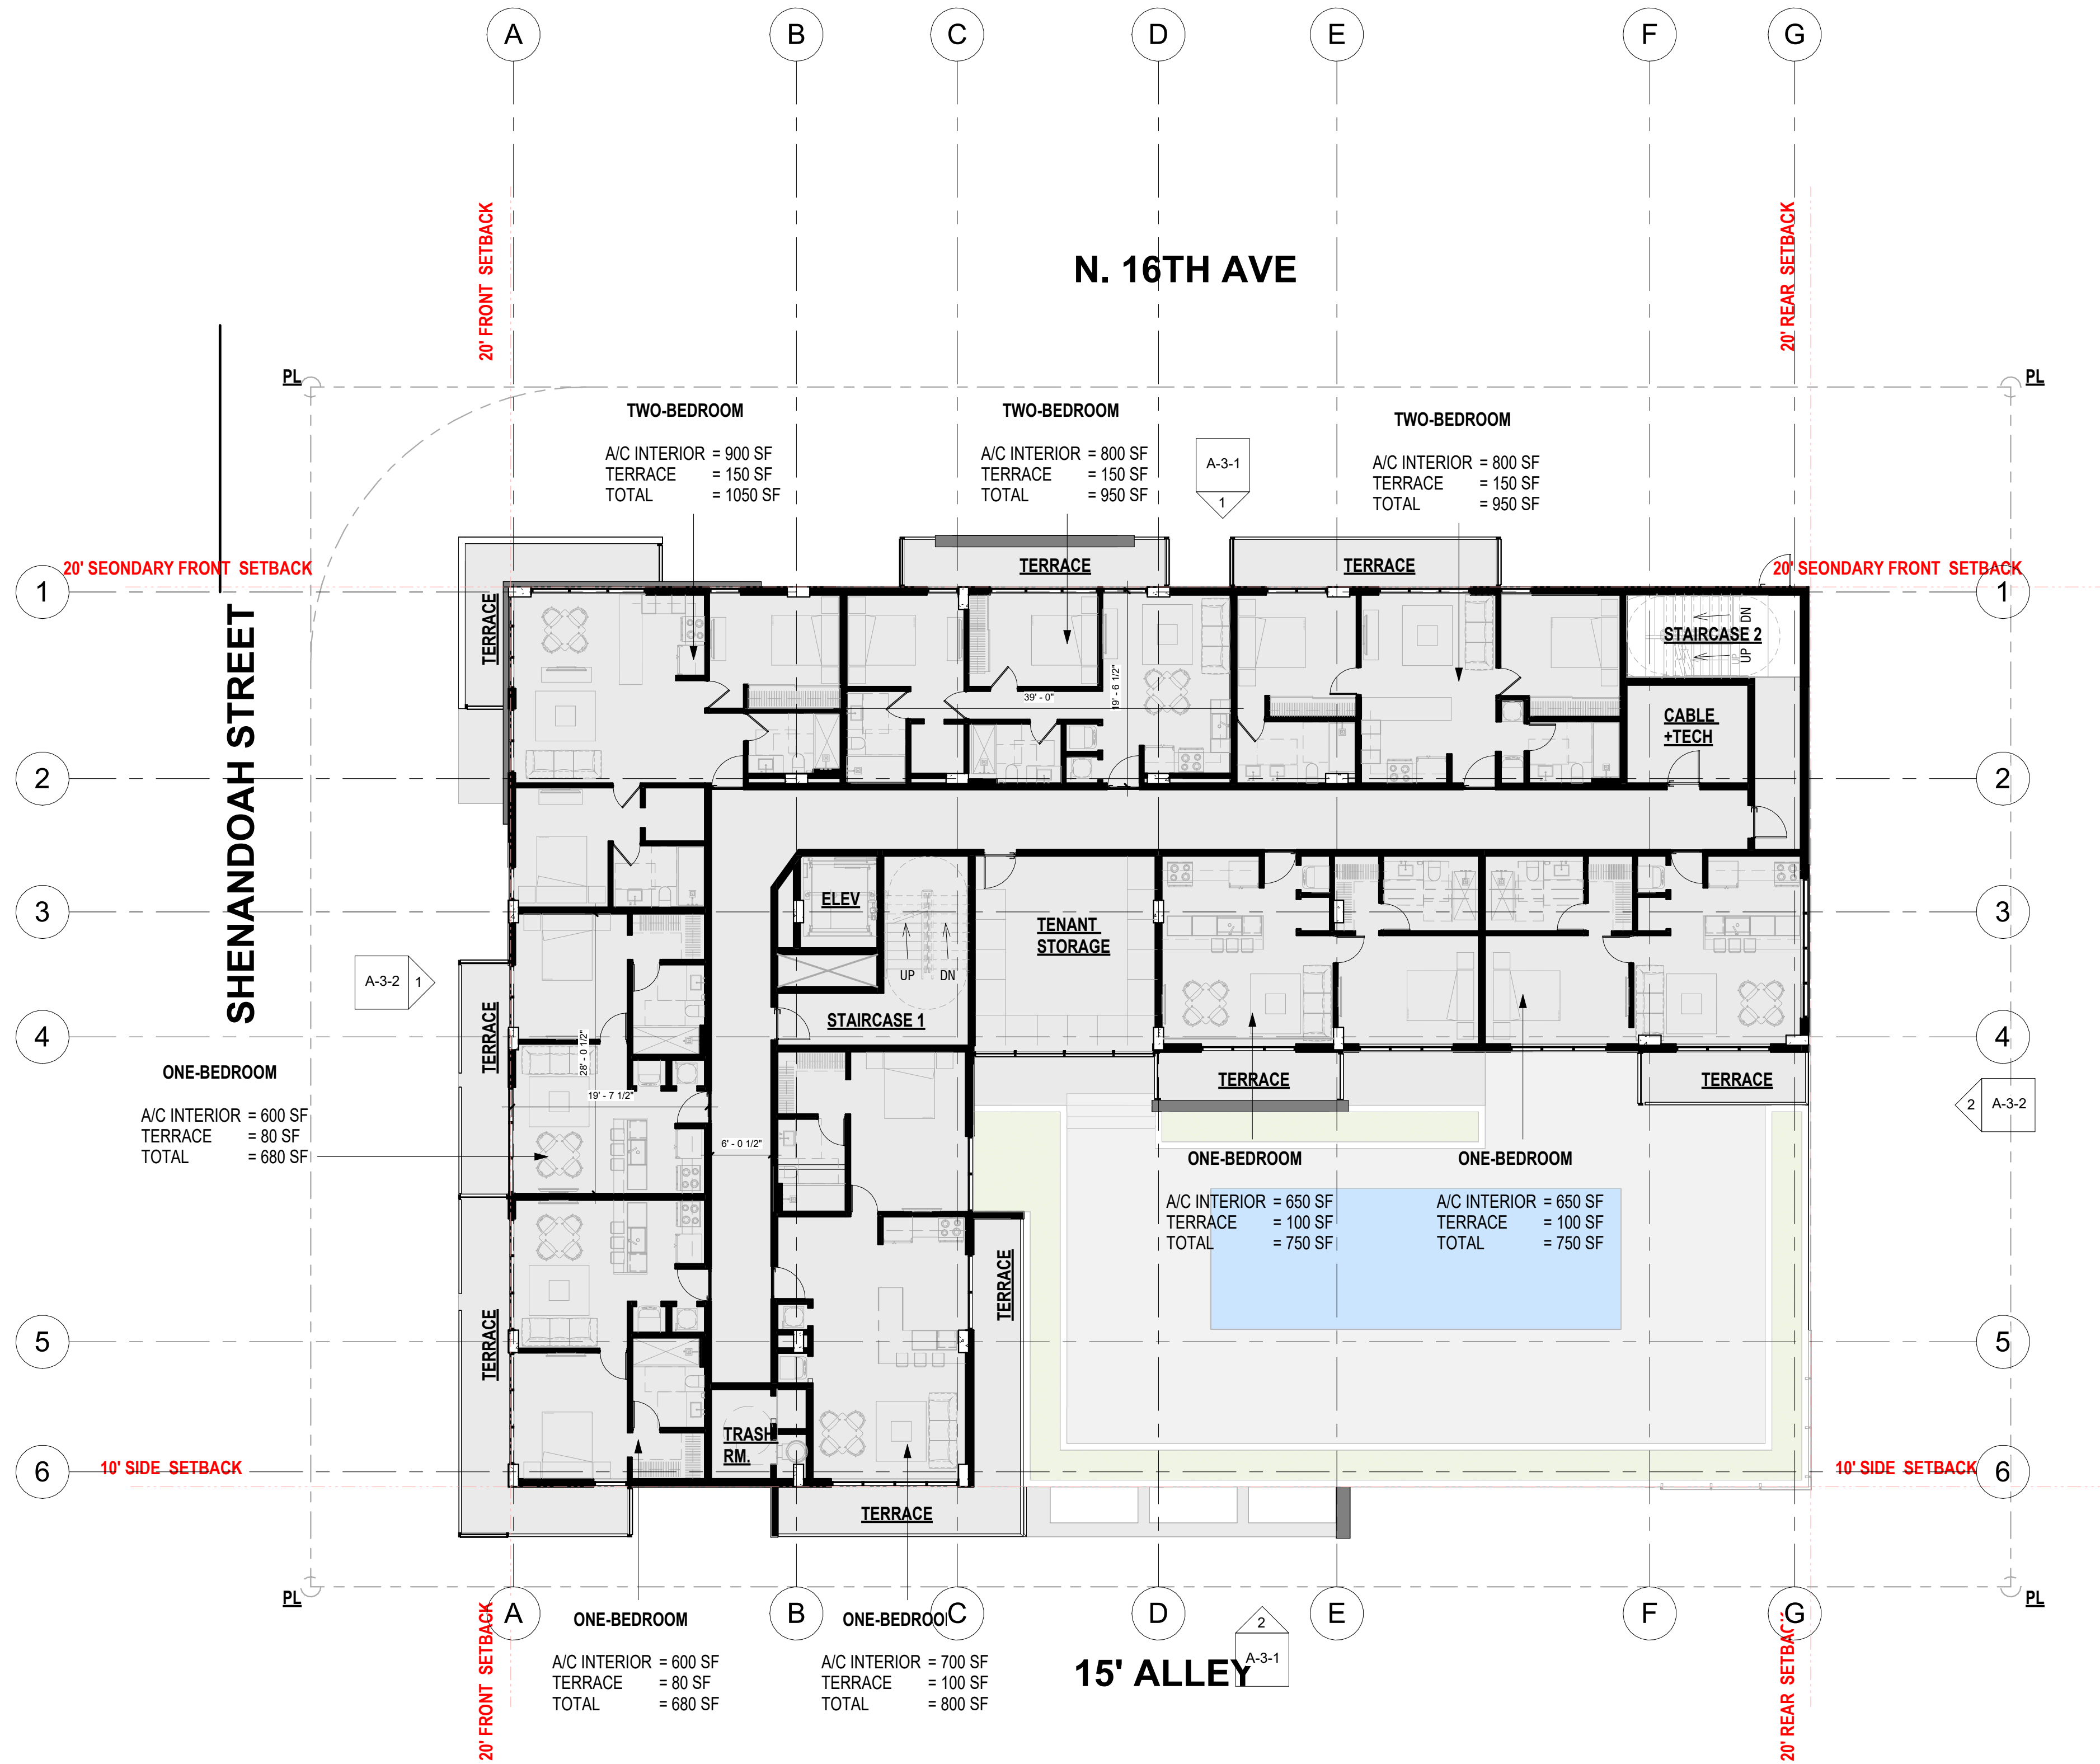 A B C D E F G
20' FRONT SETBACK
20' REAR SETBACK
N. 16TH AVE
PL
PL
TWO-BEDROOM
A/C INTERIOR = 900 SF
TERRACE = 150 SF
TOTAL = 1050 SF
TWO-BEDROOM
A/C INTERIOR = 800 SF
TERRACE = 150 SF
TOTAL = 950 SF
A-3-1
1
TWO-BEDROOM
A/C INTERIOR = 800 SF
TERRACE = 150 SF
TOTAL = 950 SF
20' SEONDARY FRONT SETBACK
20' SEONDARY FRONT SETBACK
1
1
TERRACE
TERRACE
TERRACE
SHENANDOAH STREET
STAIRCASE 2
DN
UP
39' - 0"
19' - 6 1/2"
CABLE
+TECH
2
2
ELEV
3
3
TENANT
STORAGE
UP DN
A-3-2
1
STAIRCASE 1
4
4
TERRACE
28' - 0 1/2"
19' - 7 1/2"
6' - 0 1/2"
ONE-BEDROOM
A/C INTERIOR = 600 SF
TERRACE = 80 SF
TOTAL = 680 SF
TERRACE
TERRACE
2
A-3-2
ONE-BEDROOM
A/C INTERIOR = 650 SF
TERRACE = 100 SF
TOTAL = 750 SF
ONE-BEDROOM
A/C INTERIOR = 650 SF
TERRACE = 100 SF
TOTAL = 750 SF
TERRACE
TERRACE
5
5
TRASH
RM.
10' SIDE SETBACK
10' SIDE SETBACK
6
6
TERRACE
PL
PL
A B C D E F G
20' FRONT SETBACK
20' REAR SETBACK
ONE-BEDROOM
A/C INTERIOR = 600 SF
TERRACE = 80 SF
TOTAL = 680 SF
ONE-BEDROO
A/C INTERIOR = 700 SF
TERRACE = 100 SF
TOTAL = 800 SF
15' ALLEY
2
A-3-1